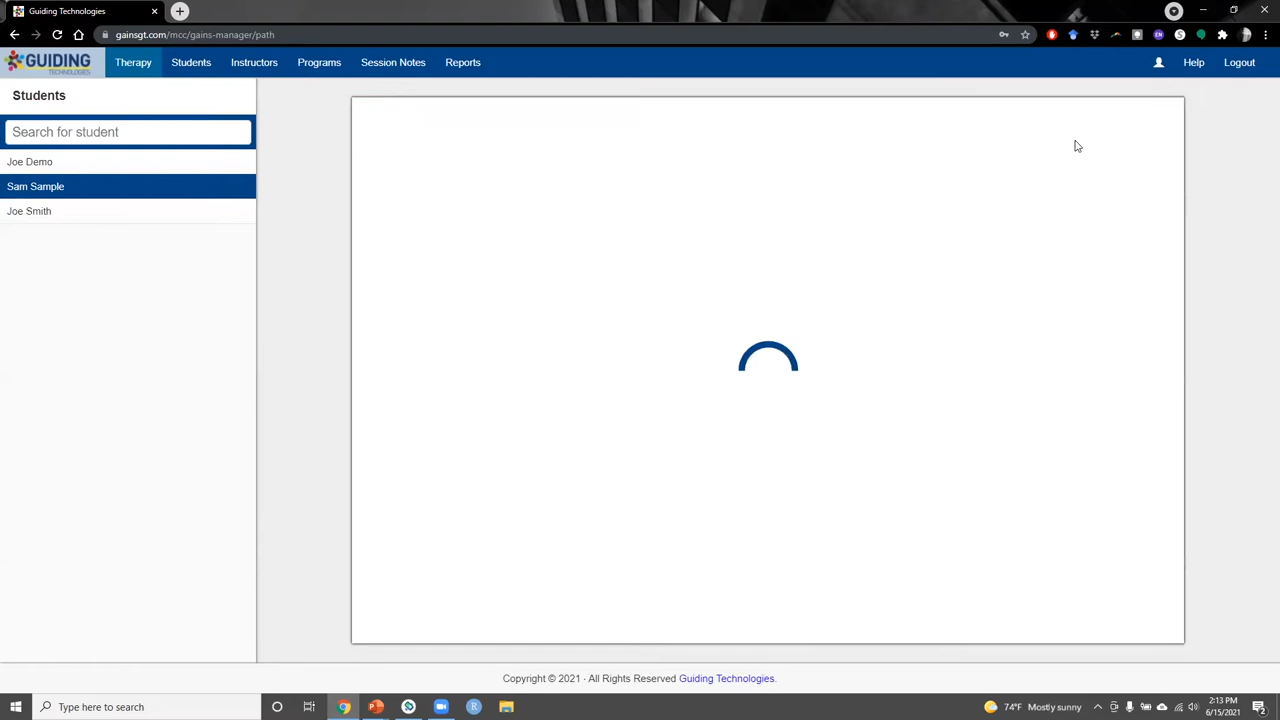 Guiding Technologies
gainsgt.com/mcc/gains-manager/path
GUIDING
TECHNOLOGIES
Therapy
Students
Instructors
Programs
Session Notes
Reports
Help
Logout
Students
Search for student
Joe Demo
Sam Sample
Joe Smith
Copyright © 2021 · All Rights Reserved Guiding Technologies.
Type here to search
74°F Mostly sunny
2:13 PM
6/15/2021
2